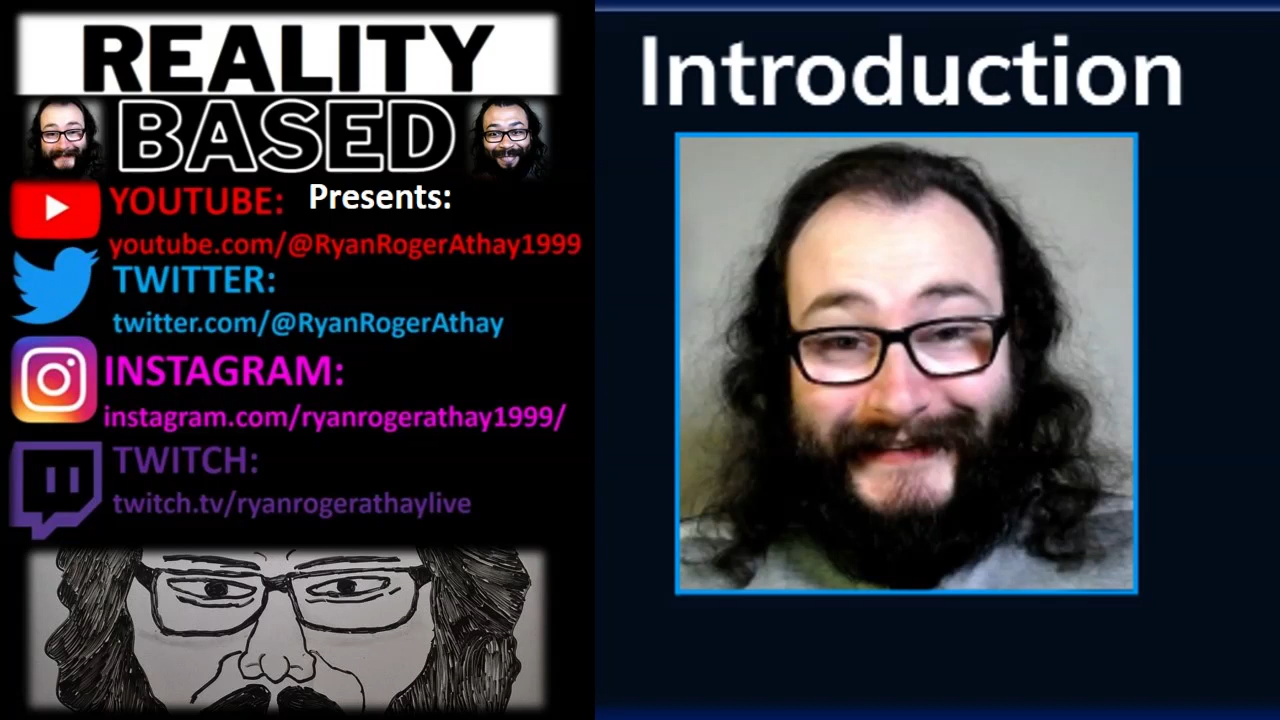 REALITY
BASED
YOUTUBE: Presents:
youtube.com/@RyanRogerAthay1999
TWITTER:
twitter.com/@RyanRogerAthay
INSTAGRAM:
instagram.com/ryanrogerathay1999/
TWITCH:
twitch.tv/ryanrogerathaylive
Introduction